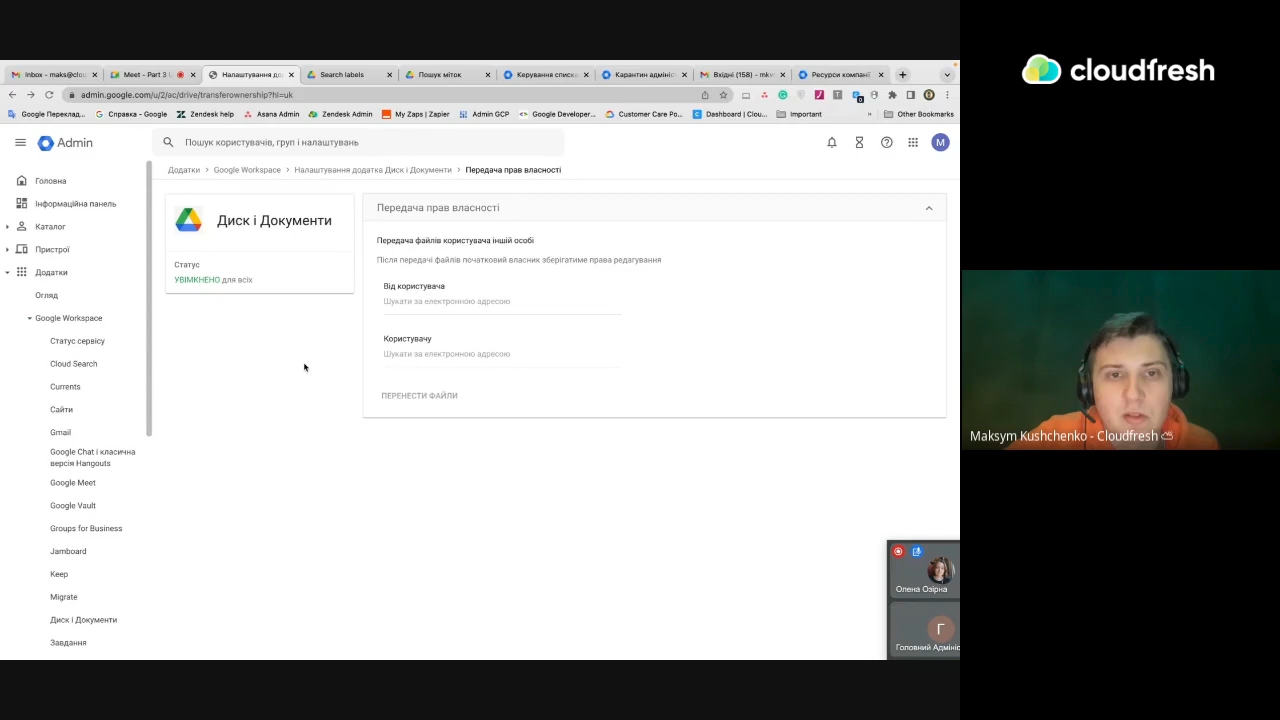 Inbox - maks@clou
Meet - Part 3
Налаштування до
Search labels
Пошук міток
Керування списка
Карантин адмініс
Вхідні (158) - mkv
Ресурси компанії
admin.google.com/u/2/ac/drive/transferownership?hl=uk
Google Переклад...
Справка - Google
Zendesk help
Asana Admin
Zendesk Admin
My Zaps | Zapier
Admin GCP
Google Developer...
Customer Care Po...
Dashboard | Clou...
Important
Other Bookmarks
cloudfresh
Admin
Пошук користувачів, груп і налаштувань
M
Додатки > Google Workspace > Налаштування додатка Диск і Документи > Передача прав власності
Головна
Інформаційна панель
Каталог
Пристрої
Додатки
Огляд
Google Workspace
Статус сервісу
Cloud Search
Currents
Сайти
Gmail
Google Chat і класична
версія Hangouts
Google Meet
Google Vault
Groups for Business
Jamboard
Keep
Migrate
Диск і Документи
Завдання
Диск і Документи
Статус
УВІМКНЕНО для всіх
Передача прав власності
Передача файлів користувача іншій особі
Після передачі файлів початковий власник зберігатиме права редагування
Від користувача
Шукати за електронною адресою
Користувачу
Шукати за електронною адресою
ПЕРЕНЕСТИ ФАЙЛИ
Maksym Kushchenko - Cloudfresh
Олена Озірна
Г
Головний Адмініс